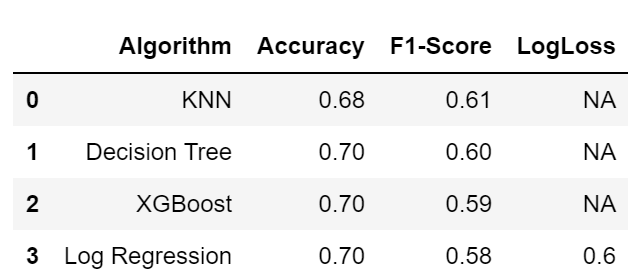 Algorithm Accuracy F1-Score LogLoss
0 KNN 0.68 0.61 NA
1 Decision Tree 0.70 0.60 NA
2 XGBoost 0.70 0.59 NA
3 Log Regression 0.70 0.58 0.6